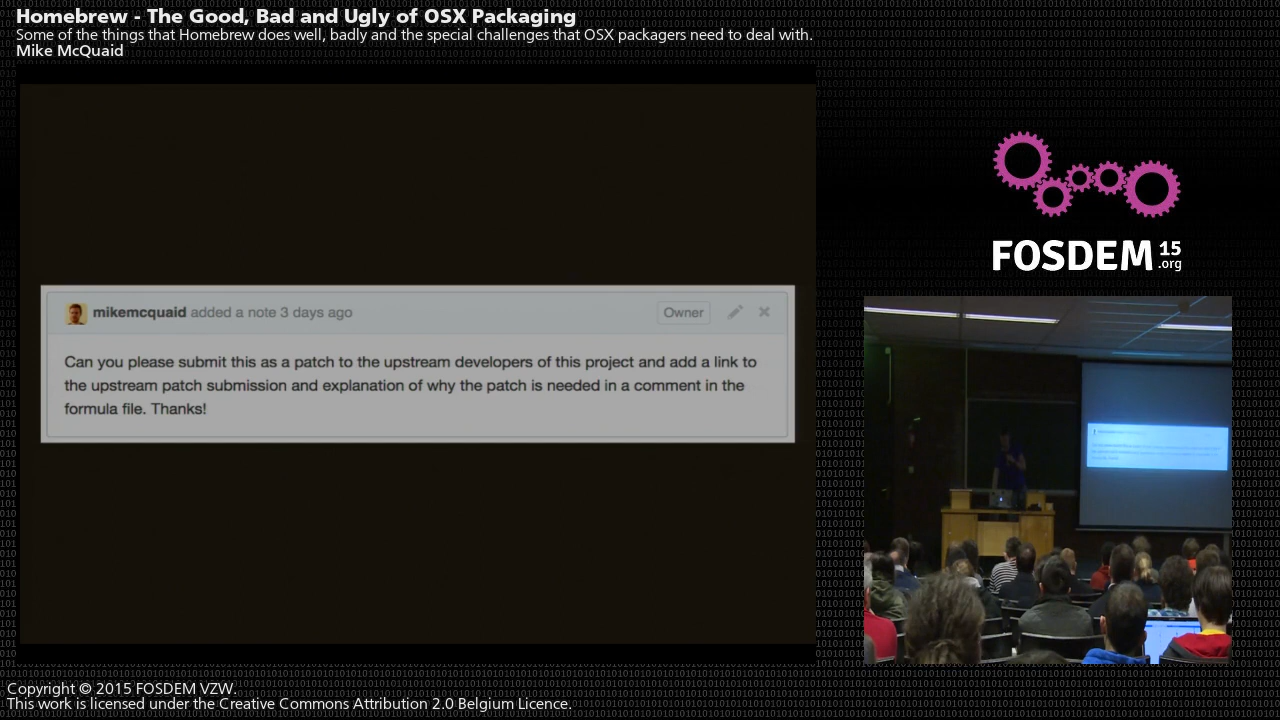 Homebrew - The Good, Bad and Ugly of OSX Packaging
Some of the things that Homebrew does well, badly and the special challenges that OSX packagers need to deal with.
Mike McQuaid
mikemcquaid added a note 3 days ago
Owner
Can you please submit this as a patch to the upstream developers of this project and add a link to
the upstream patch submission and explanation of why the patch is needed in a comment in the
formula file. Thanks!
FOSDEM 15
.org
Copyright © 2015 FOSDEM VZW.
This work is licensed under the Creative Commons Attribution 2.0 Belgium Licence.